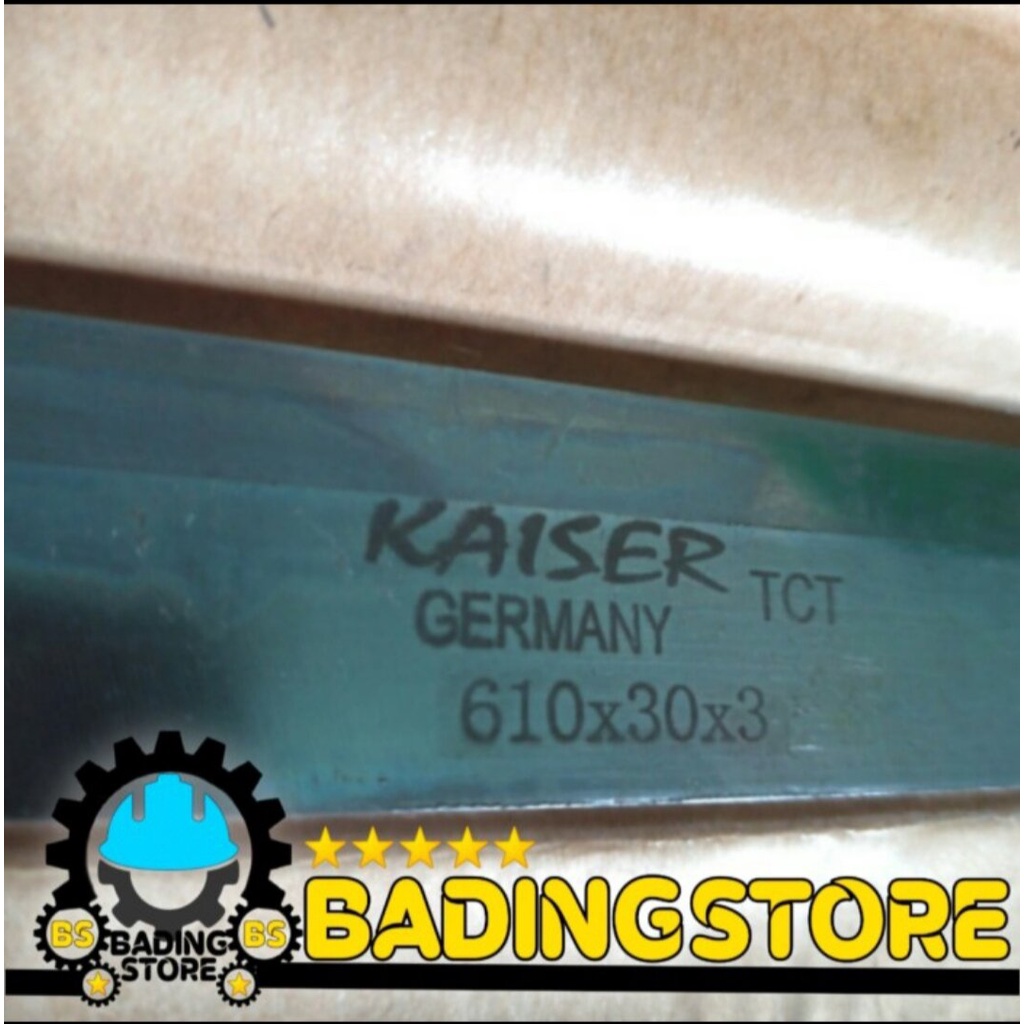 KAISER TCT
GERMANY
610x30x3
BADINGSTORE
BS BADING BS
STORE